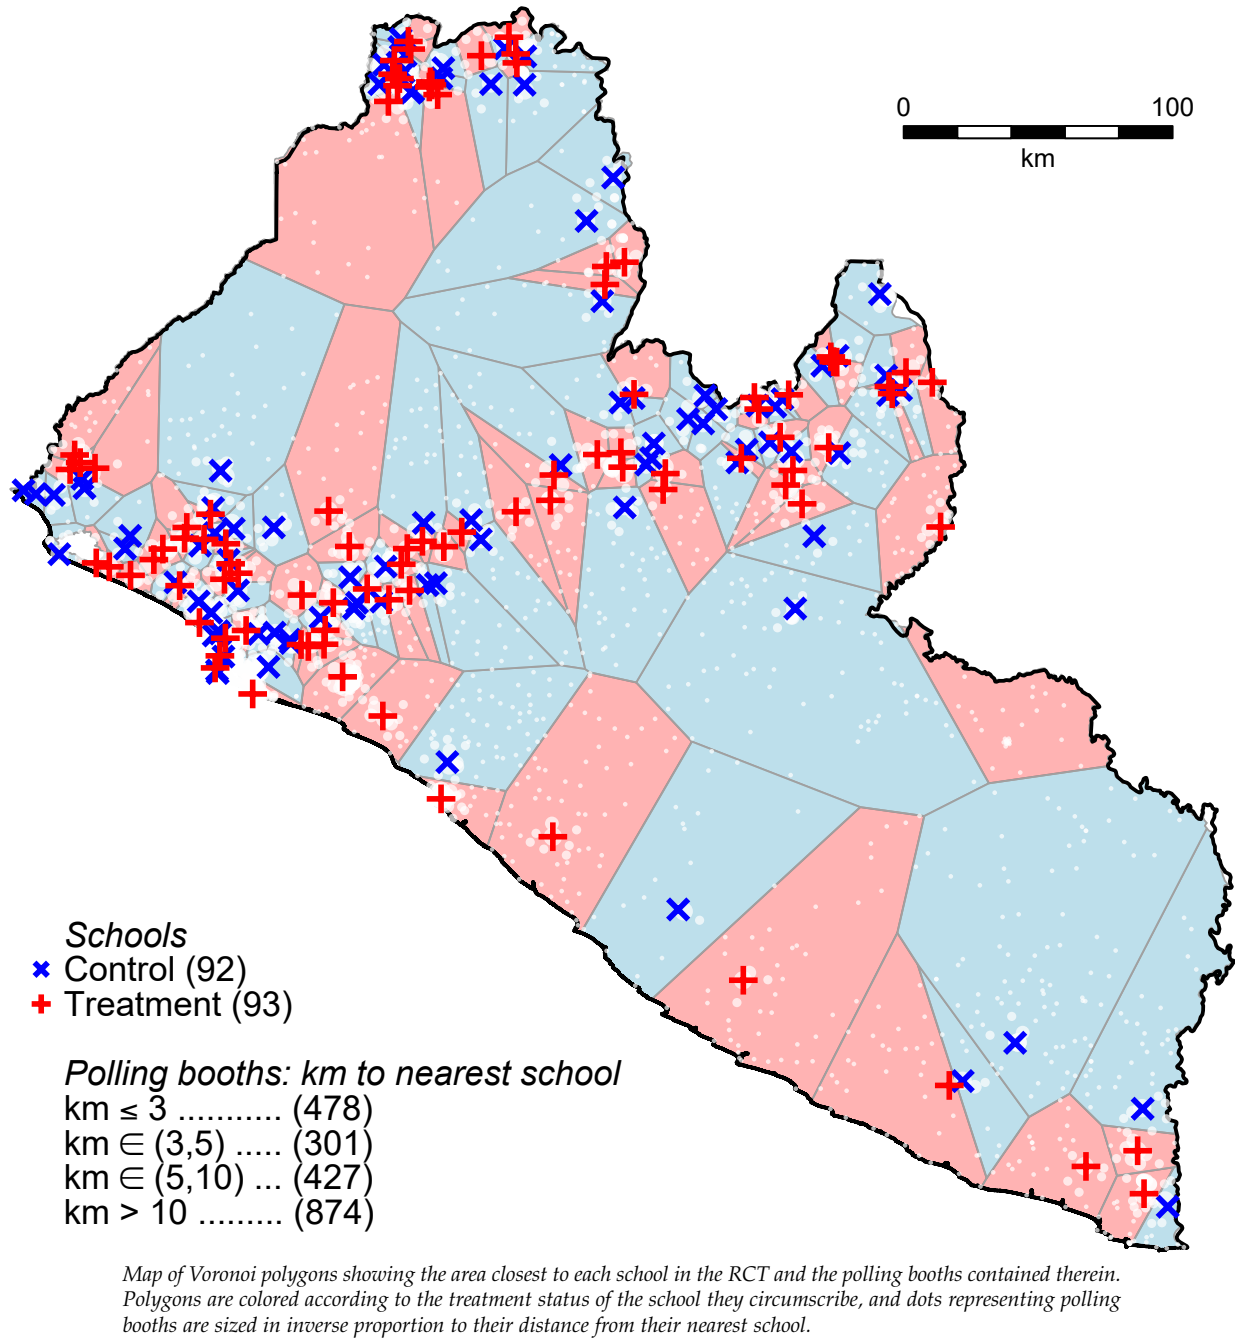 0 100
km
Schools
Control (92)
Treatment (93)
Polling booths: km to nearest school
km ≤ 3 ........... (478)
km ∈ (3,5) ..... (301)
km ∈ (5,10) ... (427)
km > 10 ......... (874)
Map of Voronoi polygons showing the area closest to each school in the RCT and the polling booths contained therein.
Polygons are colored according to the treatment status of the school they circumscribe, and dots representing polling
booths are sized in inverse proportion to their distance from their nearest school.